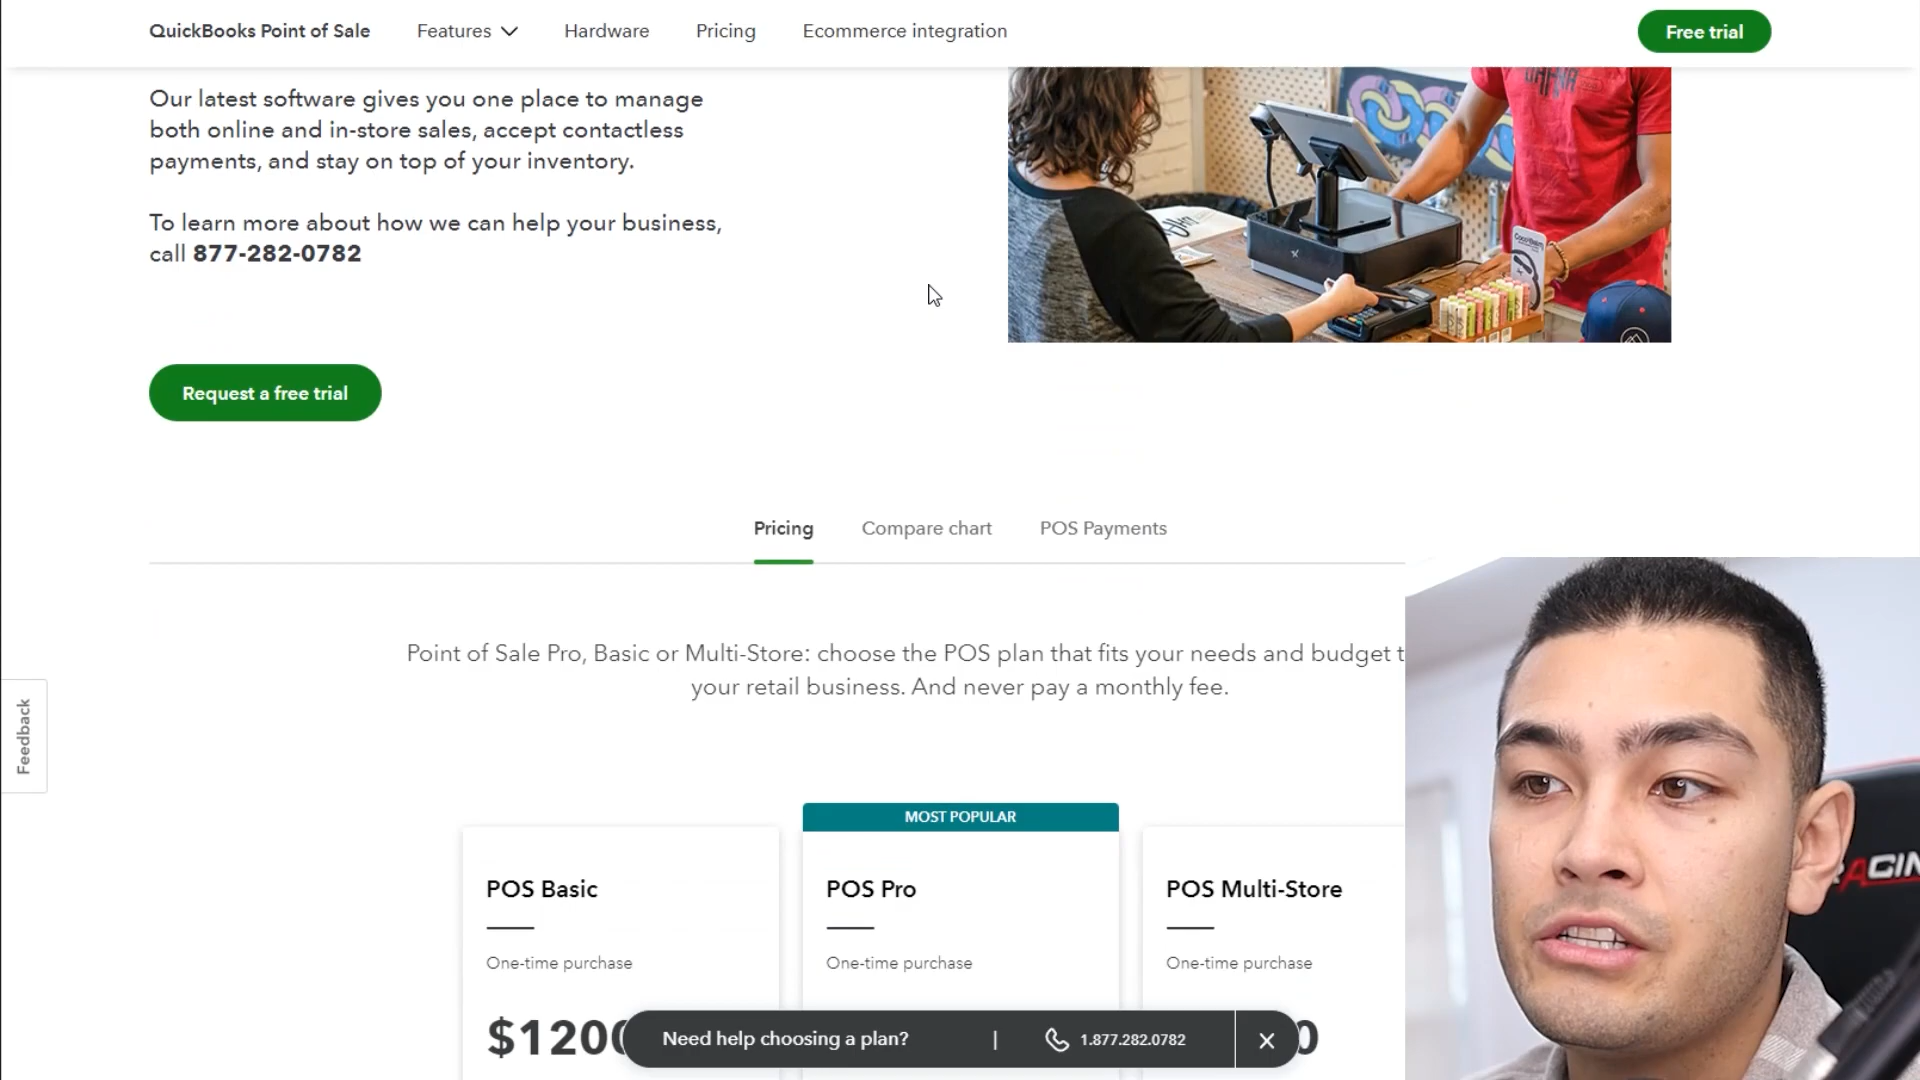 QuickBooks Point of Sale Features Hardware Pricing Ecommerce integration Free trial
Our latest software gives you one place to manage
both online and in-store sales, accept contactless
payments, and stay on top of your inventory.
To learn more about how we can help your business,
call 877-282-0782
Request a free trial
Pricing Compare chart POS Payments
Point of Sale Pro, Basic or Multi-Store: choose the POS plan that fits your needs and budget t
your retail business. And never pay a monthly fee.
Feedback
MOST POPULAR
POS Basic POS Pro POS Multi-Store
One-time purchase One-time purchase One-time purchase
$1200
Need help choosing a plan? | 1.877.282.0782